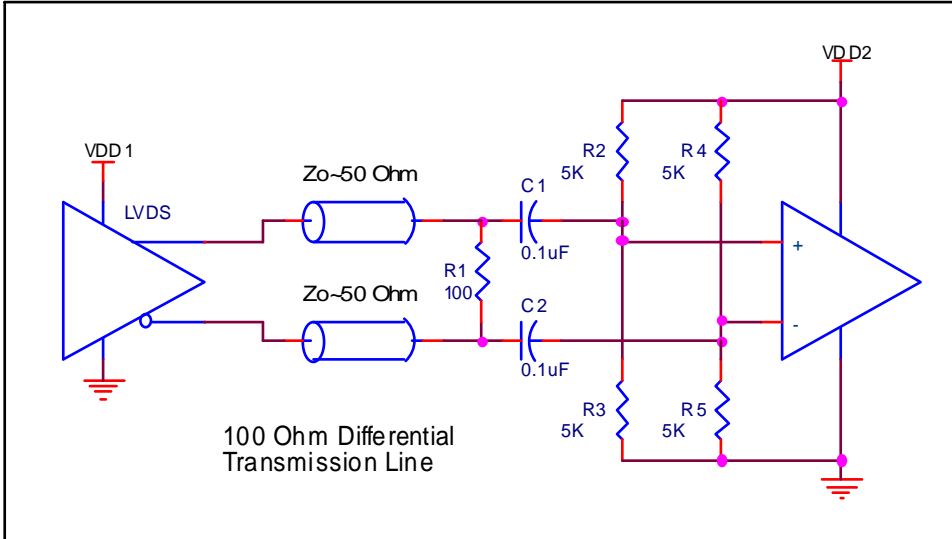 VDD2
VDD1
LVDS
Zo~50 Ohm
C1
0.1uF
R2
5K
R4
5K
R1
100
+
-
Zo~50 Ohm
C2
0.1uF
R3
5K
R5
5K
100 Ohm Differential
Transmission Line